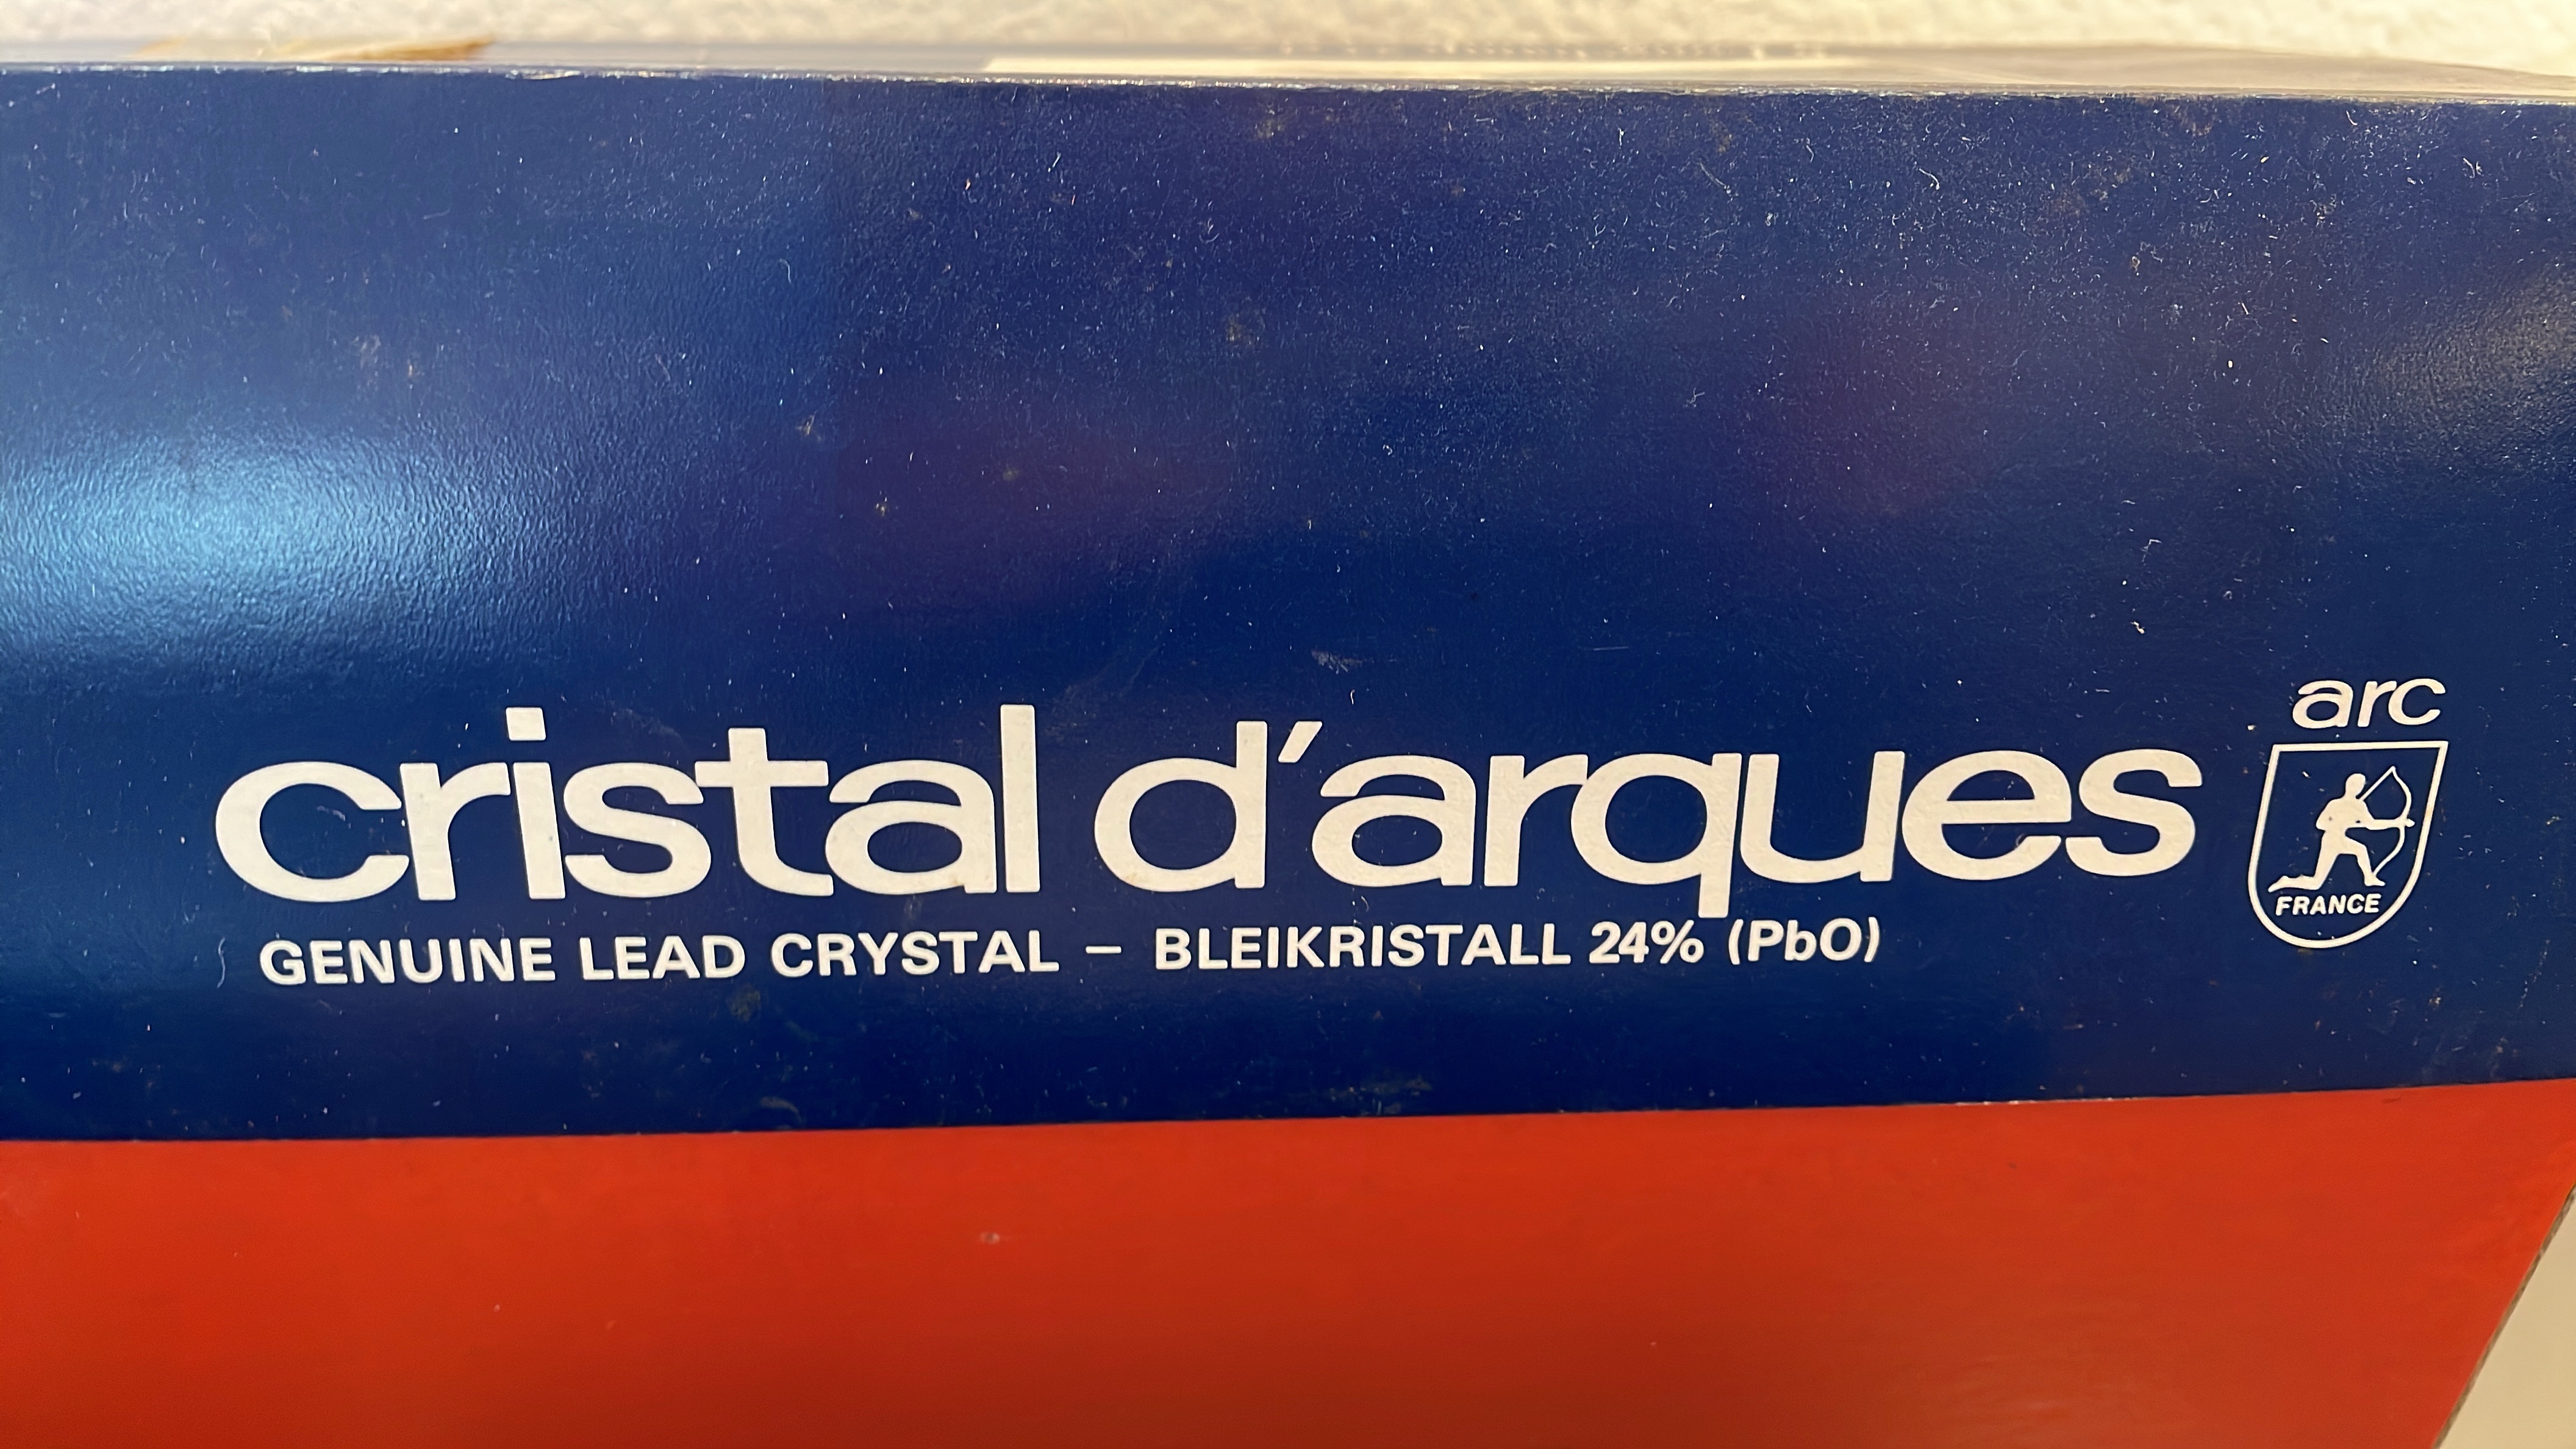 cristal d'arques
GENUINE LEAD CRYSTAL – BLEIKRISTALL 24% (PbO)
arc
FRANCE